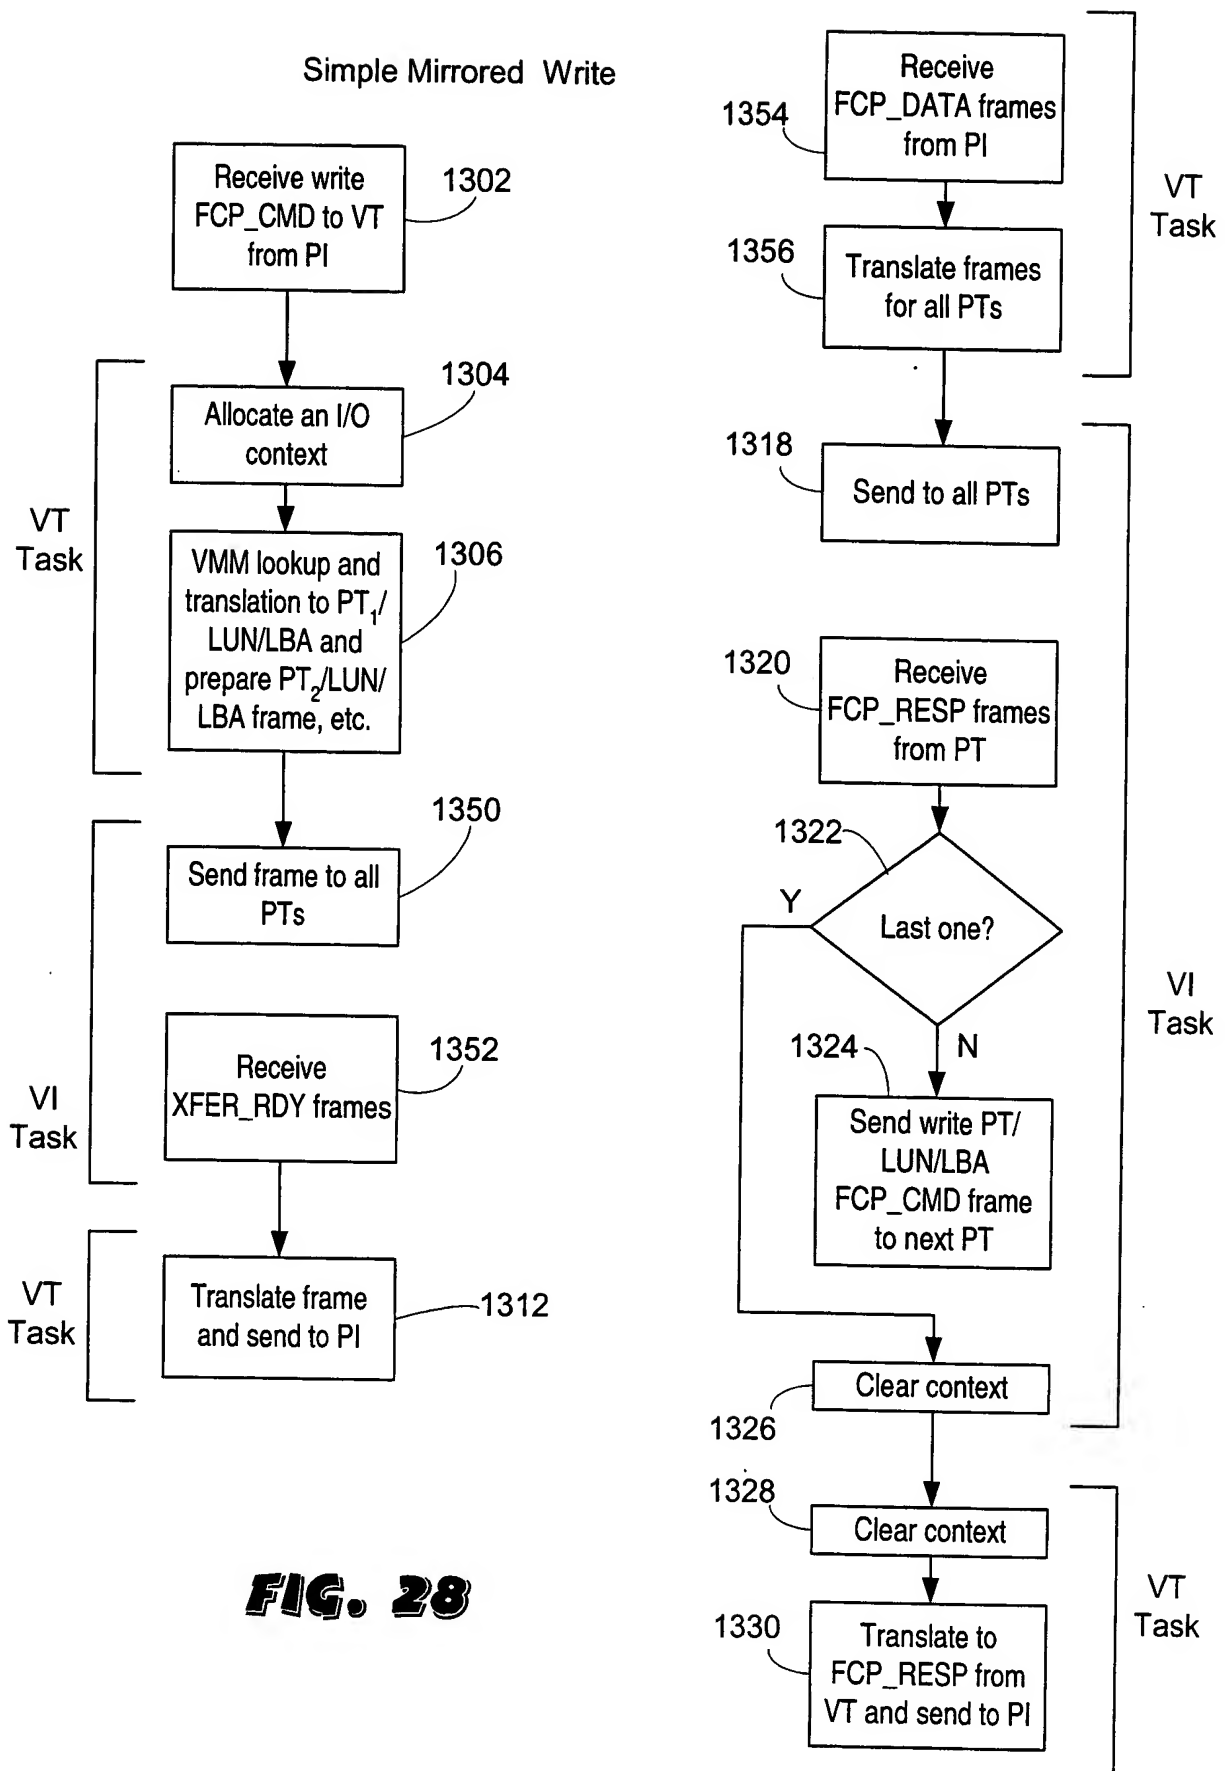 Simple Mirrored Write
Receive write
FCP_CMD to VT
from PI
1302
1304
Allocate an I/O
context
VT
Task
1306
VMM lookup and
translation to PT1/
LUN/LBA and
prepare PT2/LUN/
LBA frame, etc.
1350
Send frame to all
PTs
1352
Receive
XFER_RDY frames
VI
Task
VT
Task
Translate frame
and send to PI
1312
FIG. 28
1354
Receive
FCP_DATA frames
from PI
VT
Task
1356
Translate frames
for all PTs
1318
Send to all PTs
1320
Receive
FCP_RESP frames
from PT
1322
Y
Last one?
N
VI
Task
1324
Send write PT/
LUN/LBA
FCP_CMD frame
to next PT
Clear context
1326
1328
Clear context
VT
Task
1330
Translate to
FCP_RESP from
VT and send to PI